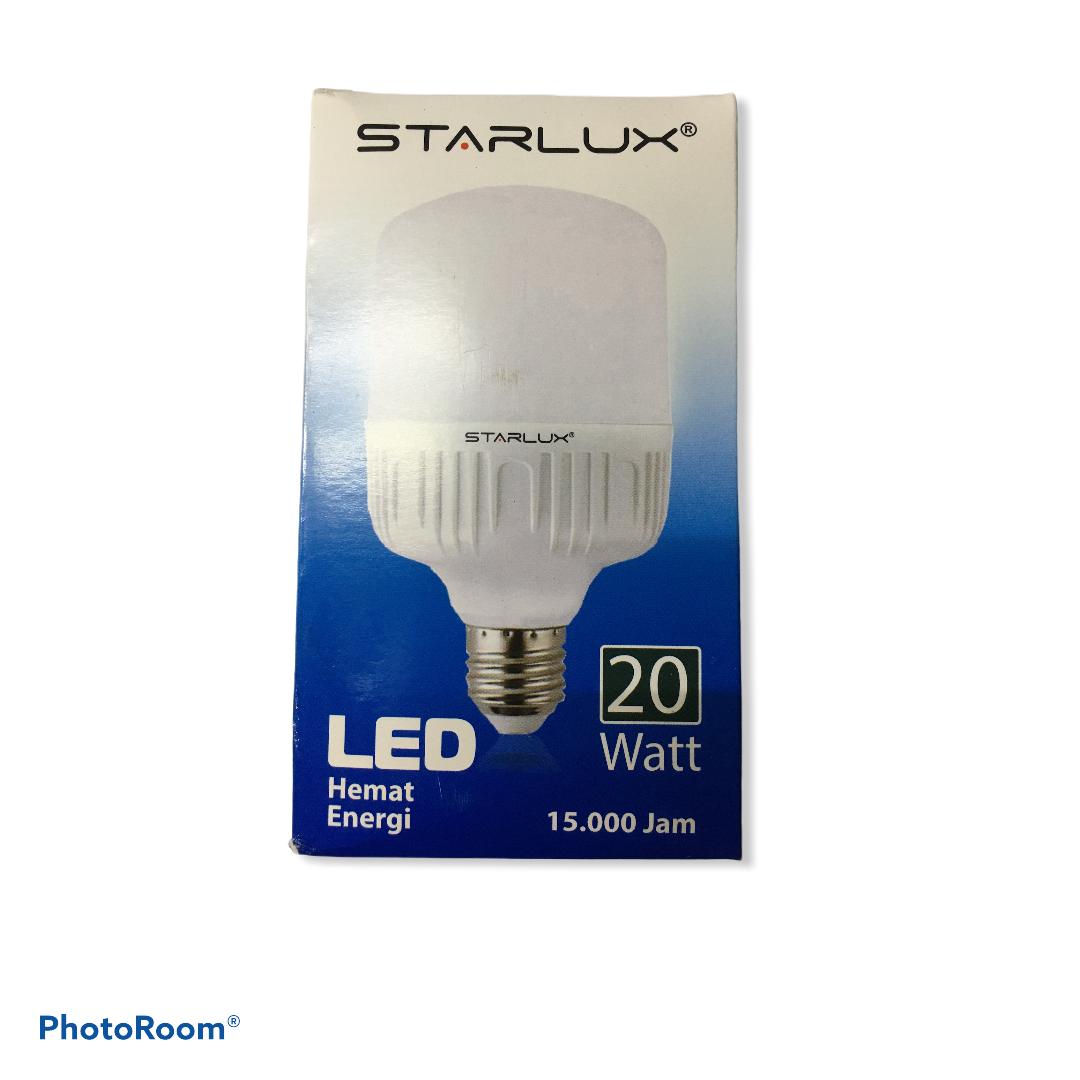 STARLUX®
STARLUX®
20
Watt
LED
Hemat
Energi
15.000 Jam
PhotoRoom®